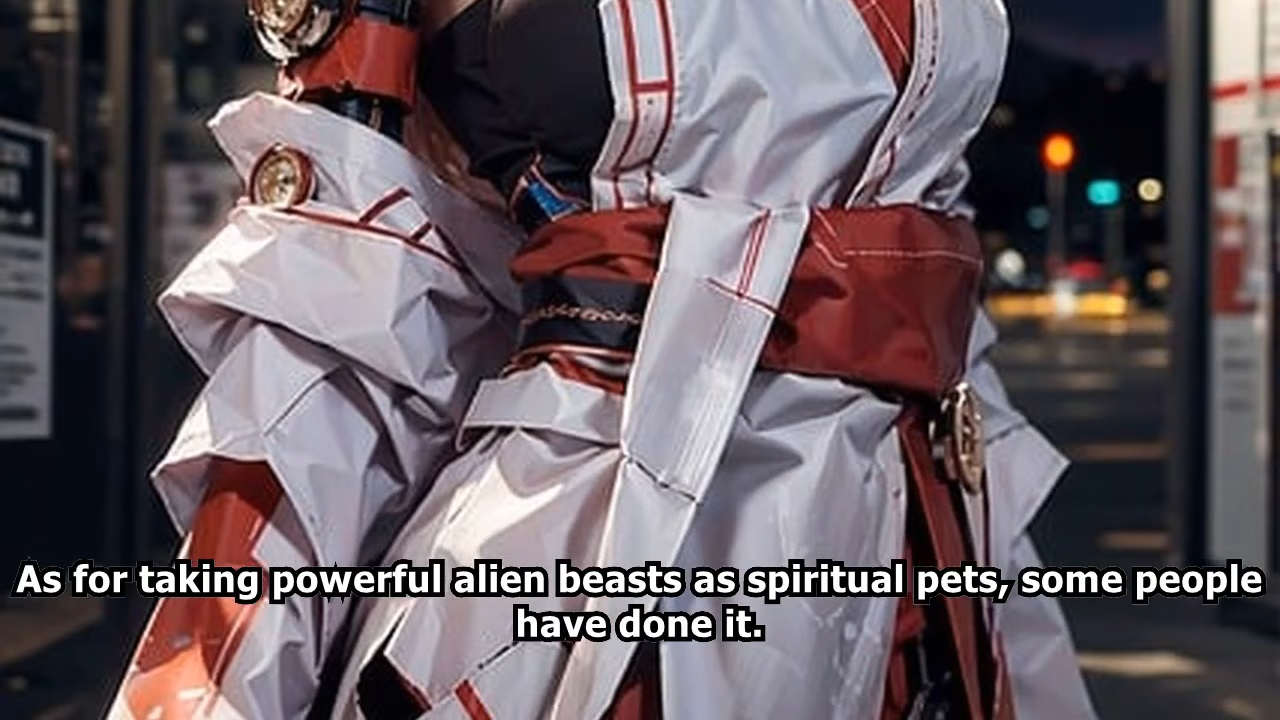 As for taking powerful alien beasts as spiritual pets, some people
have done it.